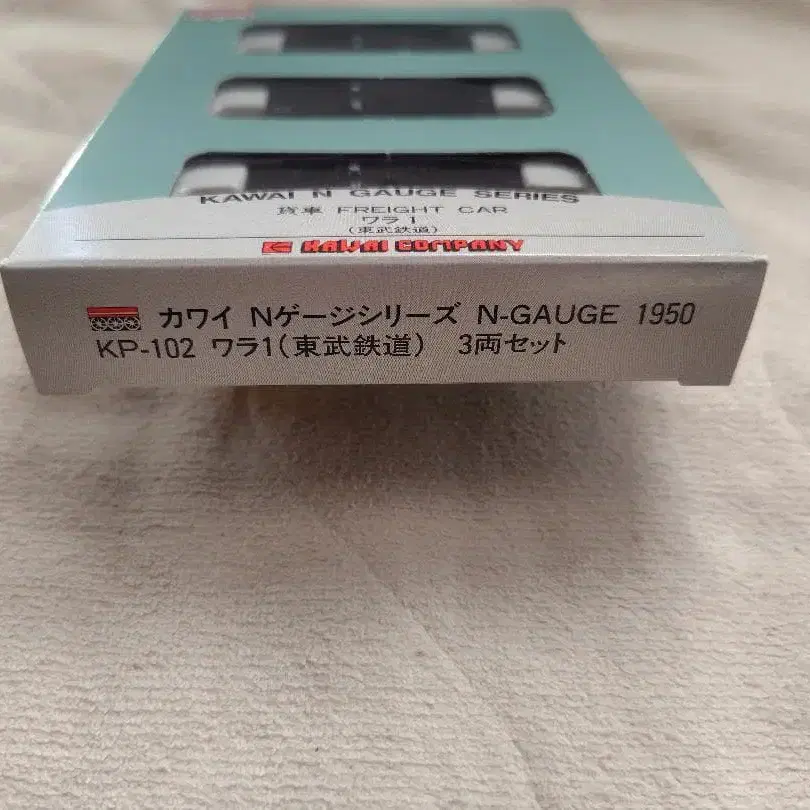 KAWAI N GAUGE SERIES
貨車 FREIGHT CAR
ワラ1
(東武鉄道)
KAWAI COMPANY
カワイ Nゲージシリーズ N-GAUGE 1950
KP-102 ワラ1(東武鉄道) 3両セット